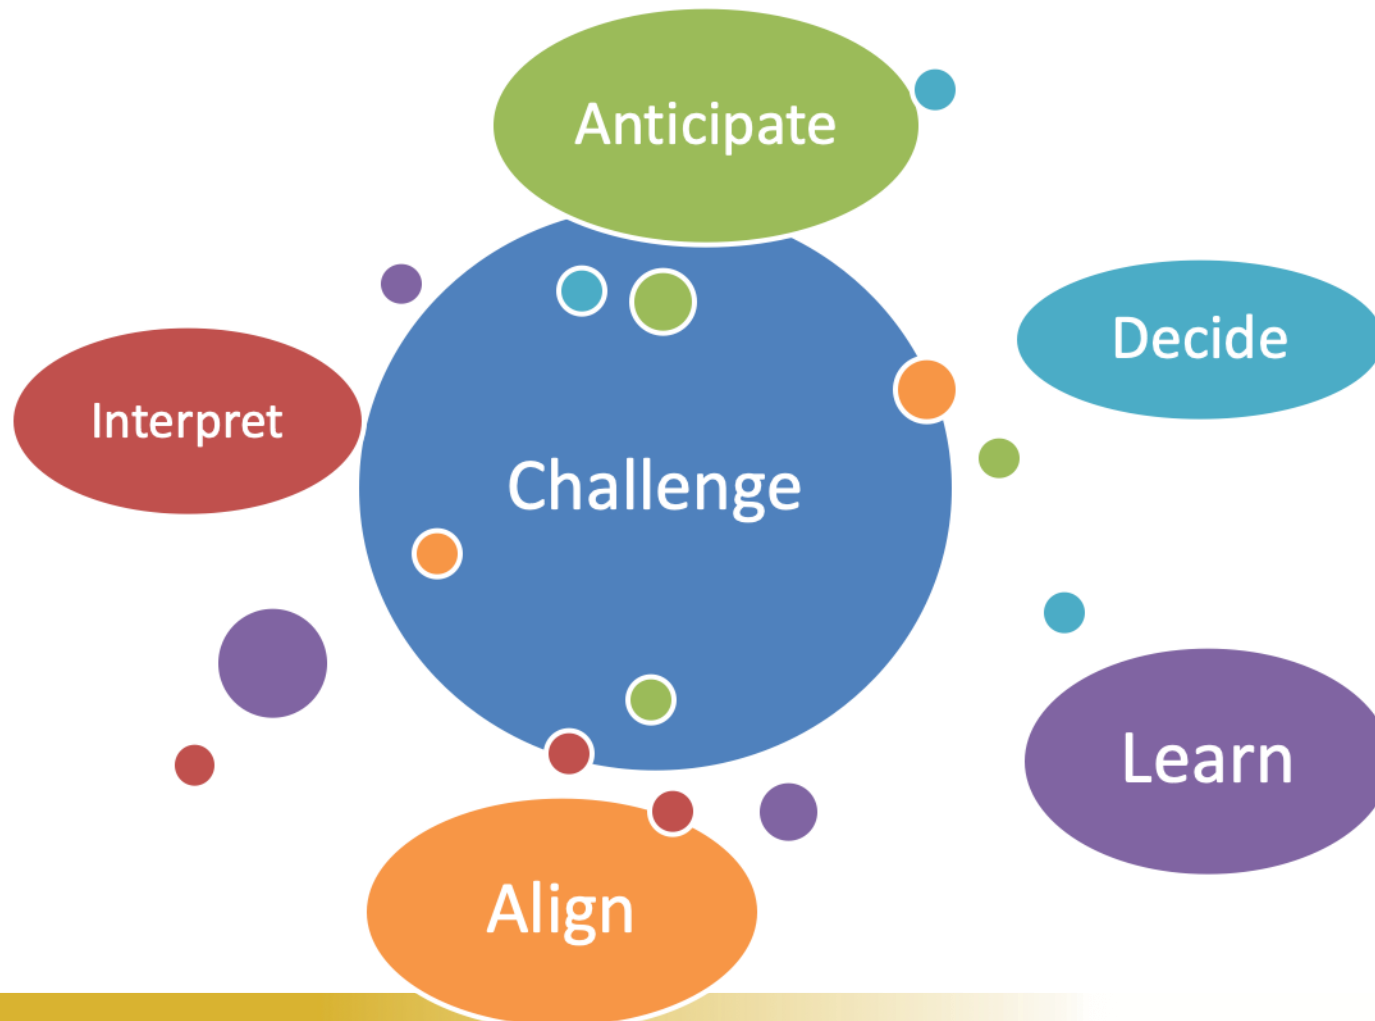 Anticipate
Decide
Interpret
Challenge
Learn
Align